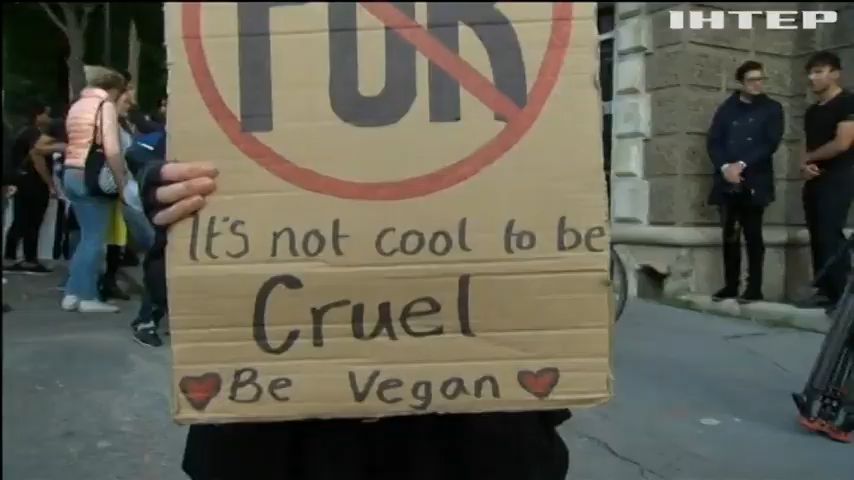 ІНТЕР
FUR
It's not cool to be
Cruel
Be Vegan